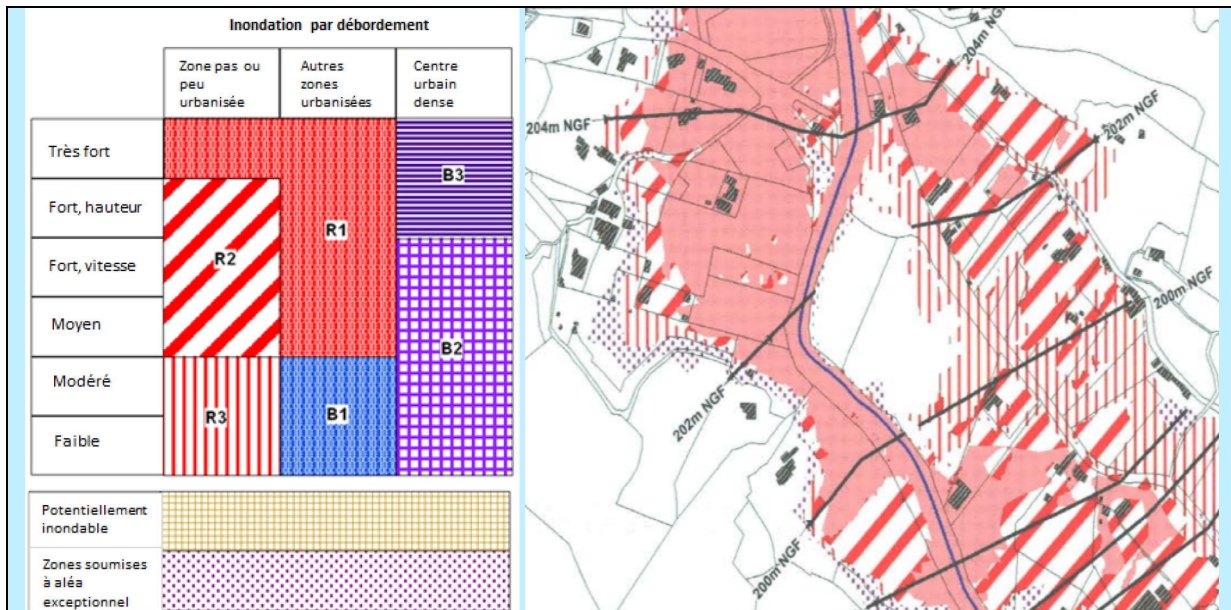 Inondation par débordement
Zone pas ou
peu
urbanisée
Autres
zones
urbanisées
Centre
urbain
dense
Très fort
B3
Fort, hauteur
R1
R2
Fort, vitesse
Moyen
B2
Modéré
R3
B1
Faible
Potentiellement
inondable
Zones soumises
à aléa
exceptionnel
204m NGF
204m NGF
202m NGF
200m NGF
202m NGF
200m NGF